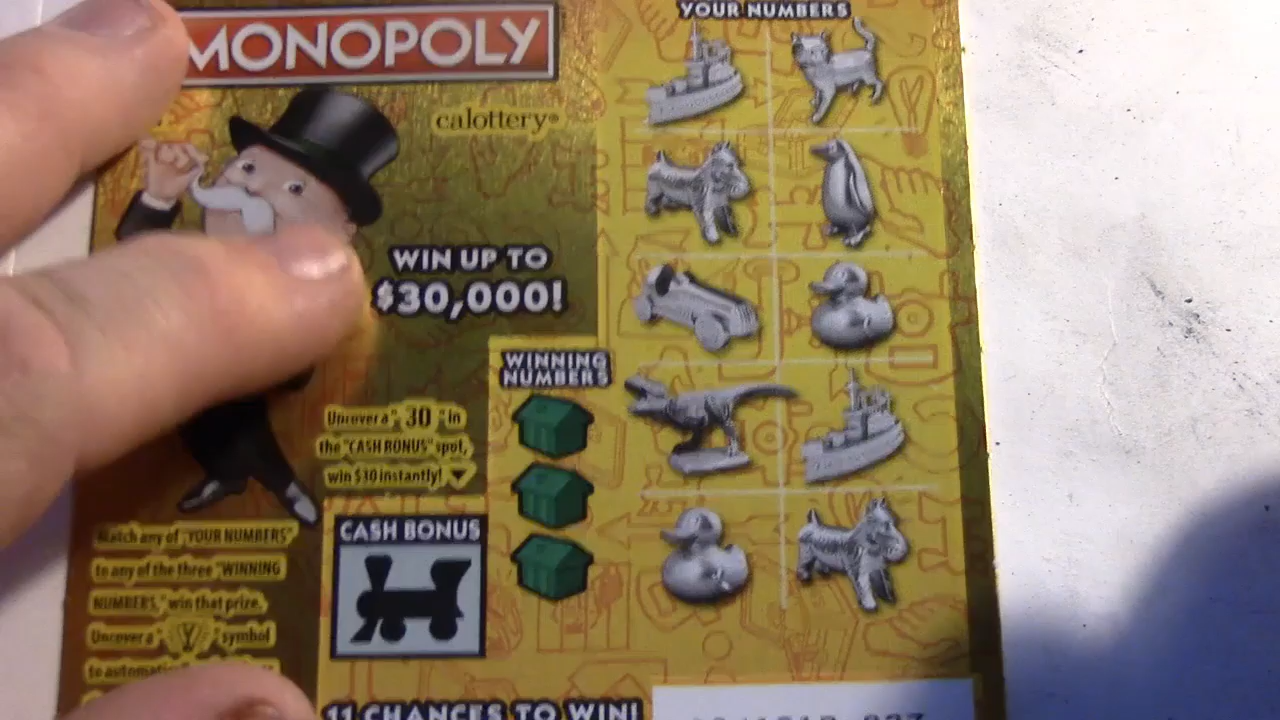 MONOPOLY
calottery
WIN UP TO
$30,000!
YOUR NUMBERS
WINNING
NUMBERS
Uncover a "30" in
the "CASH BONUS" spot,
win $30 instantly!
CASH BONUS
Match any of "YOUR NUMBERS"
to any of the three "WINNING
NUMBERS," win that prize.
Uncover a " " symbol
to
11 CHANCES TO WIN!